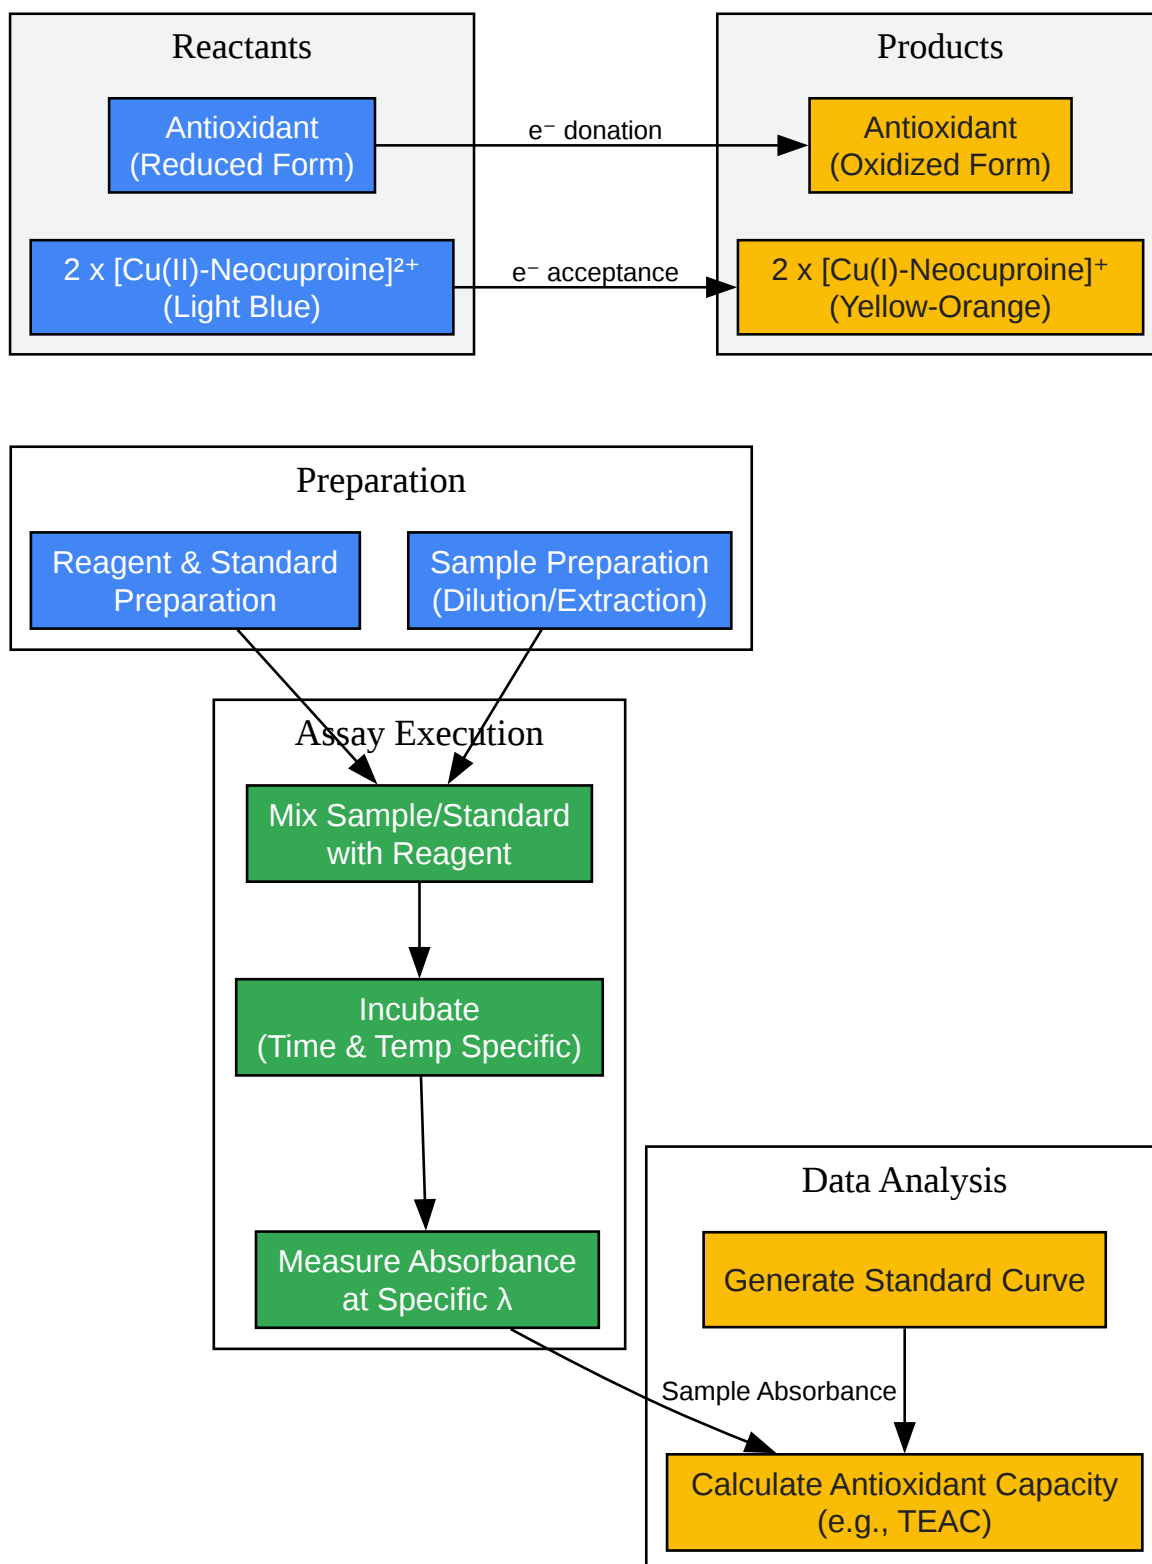 Reactants
Products
Antioxidant
(Reduced Form)
e⁻ donation
Antioxidant
(Oxidized Form)
2 x [Cu(II)-Neocuproine]²⁺
(Light Blue)
e⁻ acceptance
2 x [Cu(I)-Neocuproine]⁺
(Yellow-Orange)
Preparation
Reagent & Standard
Preparation
Sample Preparation
(Dilution/Extraction)
Assay Execution
Mix Sample/Standard
with Reagent
Incubate
(Time & Temp Specific)
Measure Absorbance
at Specific λ
Data Analysis
Generate Standard Curve
Sample Absorbance
Calculate Antioxidant Capacity
(e.g., TEAC)